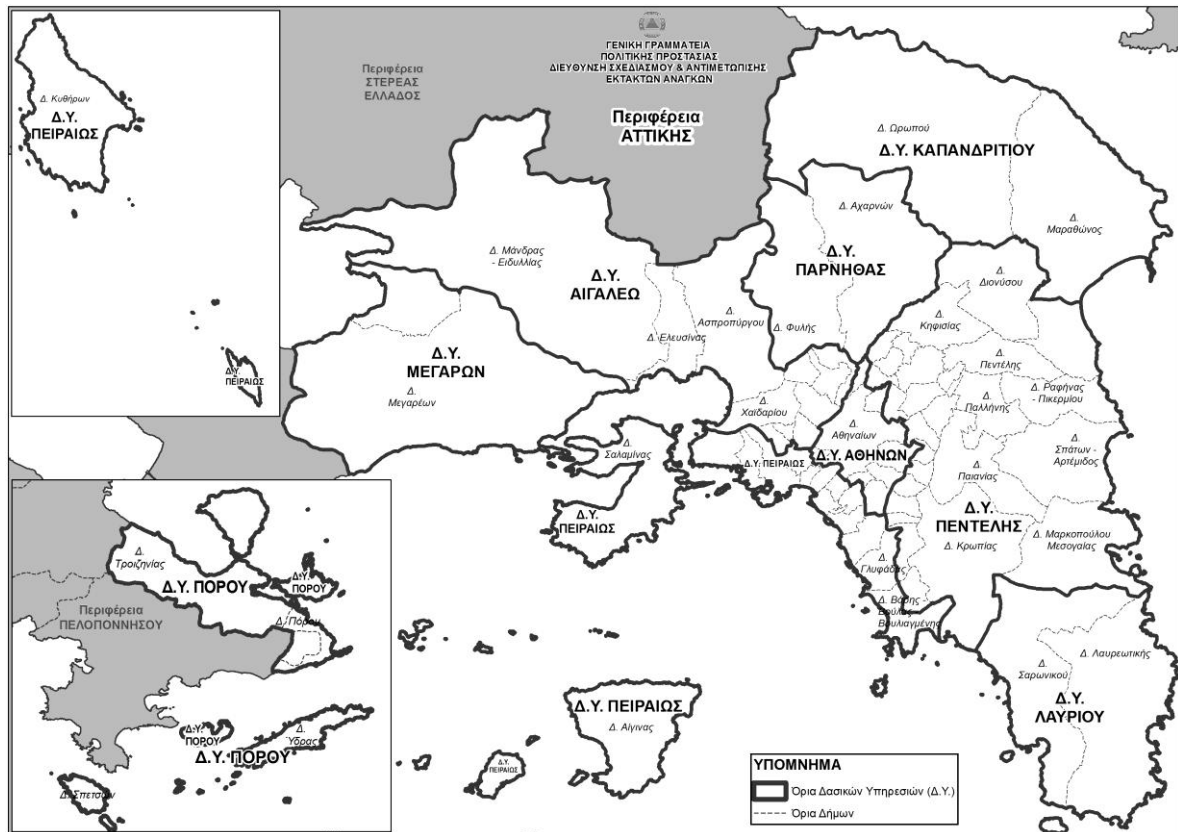 ΓΕΝΙΚΗ ΓΡΑΜΜΑΤΕΙΑ
ΠΟΛΙΤΙΚΗΣ ΠΡΟΣΤΑΣΙΑΣ
ΔΙΕΥΘΥΝΣΗ ΣΧΕΔΙΑΣΜΟΥ & ΑΝΤΙΜΕΤΩΠΙΣΗΣ
ΕΚΤΑΚΤΩΝ ΑΝΑΓΚΩΝ
Περιφέρεια
ΑΤΤΙΚΗΣ
Περιφέρεια
ΣΤΕΡΕΑΣ
ΕΛΛΑΔΟΣ
Δ. Κυθήρων
Δ.Υ.
ΠΕΙΡΑΙΩΣ
Δ.Υ.
ΠΕΙΡΑΙΩΣ
Δ. Ωρωπού
Δ.Υ. ΚΑΠΑΝΔΡΙΤΙΟΥ
Δ.
Μαραθώνος
Δ. Αχαρνών
Δ.Υ.
ΠΑΡΝΗΘΑΣ
Δ. Φυλής
Δ. Μάνδρας
- Ειδυλλίας
Δ.Υ.
ΑΙΓΑΛΕΩ
Δ. Ελευσίνας
Δ.
Ασπροπύργου
Δ.
Διονύσου
Δ.
Κηφισίας
Δ.
Πεντέλης
Δ. Ραφήνας
- Πικερμίου
Δ.
Παλλήνης
Δ.Υ.
ΜΕΓΑΡΩΝ
Δ.
Μεγαρέων
Δ.
Χαϊδαρίου
Δ.
Αθηναίων
Δ.Υ. ΑΘΗΝΩΝ
Δ.
Σπάτων -
Αρτέμιδος
Δ.
Παιανίας
Δ.
Σαλαμίνας
Δ.Υ. ΠΕΙΡΑΙΩΣ
Δ.Υ.
ΠΕΙΡΑΙΩΣ
Δ.Υ.
ΠΕΝΤΕΛΗΣ
Δ. Κρωπίας
Δ. Μαρκοπούλου
Μεσογαίας
Δ.
Γλυφάδας
Δ. Βάρης -
Βούλας -
Βουλιαγμένης
Δ. Λαυρεωτικής
Δ.
Σαρωνικού
Δ.Υ.
ΛΑΥΡΙΟΥ
Δ.
Τροιζηνίας
Δ.Υ. ΠΟΡΟΥ
Δ.Υ.
ΠΟΡΟΥ
Περιφέρεια
ΠΕΛΟΠΟΝΝΗΣΟΥ
Δ. Πόρου
Δ.Υ.
ΠΟΡΟΥ
Δ.
Ύδρας
Δ.Υ. ΠΟΡΟΥ
Δ. Σπετσών
Δ.Υ. ΠΕΙΡΑΙΩΣ
Δ. Αίγινας
Δ.Υ.
ΠΕΙΡΑΙΩΣ
ΥΠΟΜΝΗΜΑ
Όρια Δασικών Υπηρεσιών (Δ.Υ.)
Όρια Δήμων